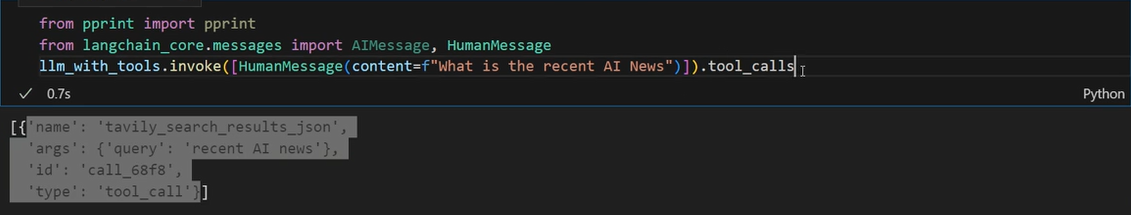 from pprint import pprint
from langchain_core.messages import AIMessage, HumanMessage
llm_with_tools.invoke([HumanMessage(content=f"What is the recent AI News")]).tool_calls
0.7s
Python
[{'name': 'tavily_search_results_json',
'args': {'query': 'recent AI news'},
'id': 'call_68f8',
'type': 'tool_call'}]